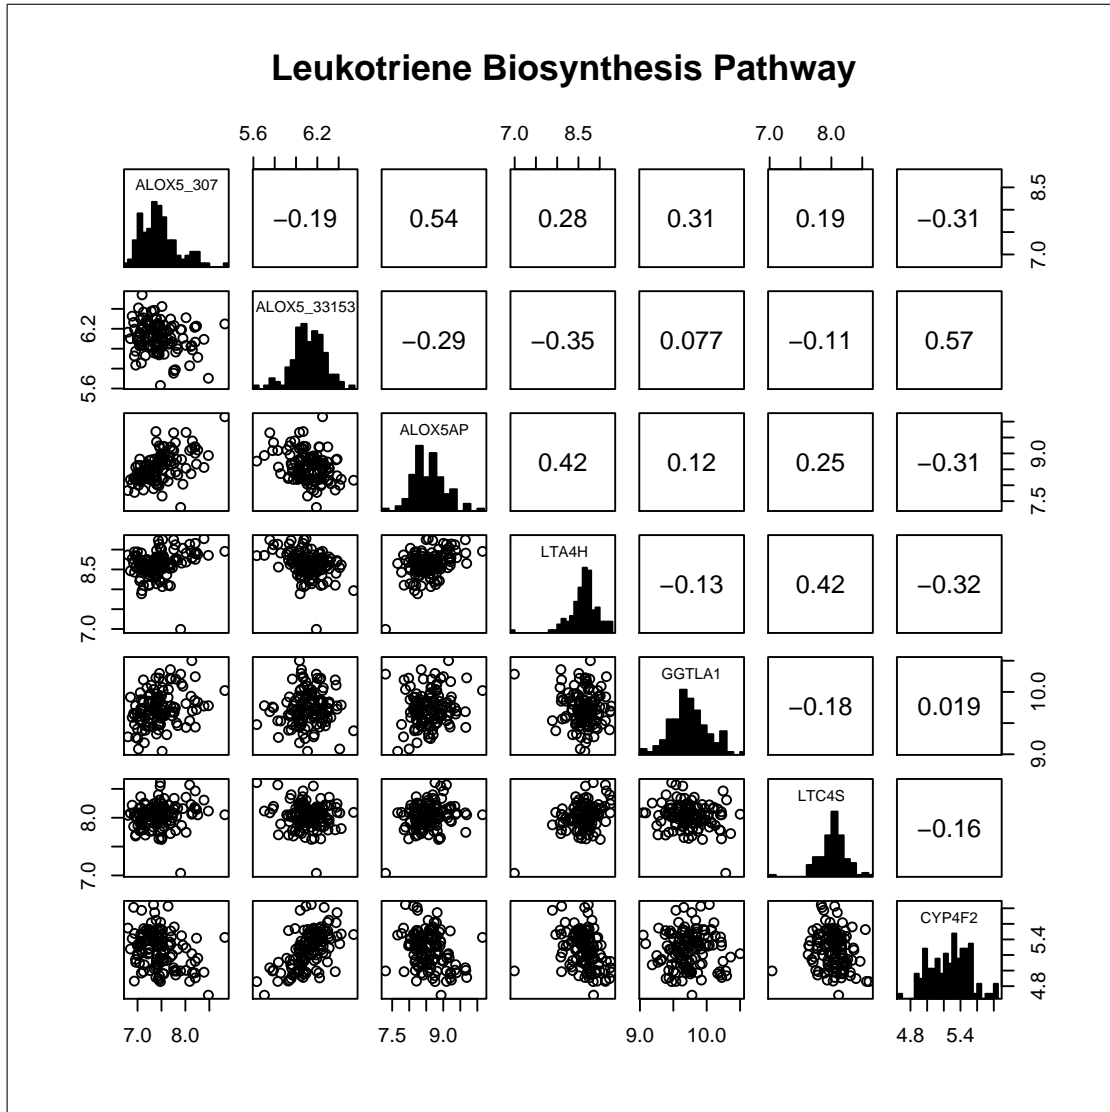 Leukotriene Biosynthesis Pathway
5.6 6.2 7.0 8.5 7.0 8.0
ALOX5_307 −0.19 0.54 0.28 0.31 0.19 −0.31 7.0 8.5
5.6 6.2 ALOX5_33153 −0.29 −0.35 0.077 −0.11 0.57
ALOX5AP 0.42 0.12 0.25 −0.31 7.5 9.0
7.0 8.5 LTA4H −0.13 0.42 −0.32
GGTLA1 −0.18 0.019 9.0 10.0
7.0 8.0 LTC4S −0.16
CYP4F2 4.8 5.4
7.0 8.0 7.5 9.0 9.0 10.0 4.8 5.4